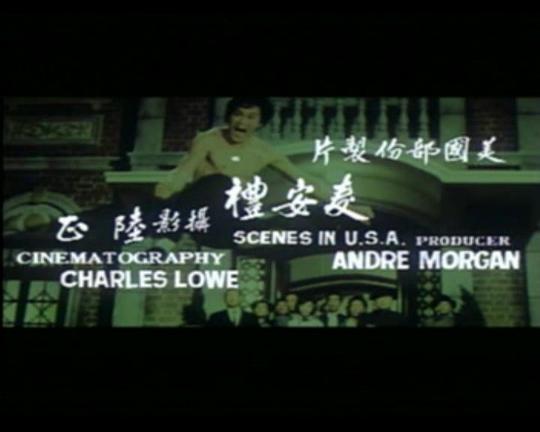 美國部份製片
麥安禮
攝影 陸正
SCENES IN U.S.A. PRODUCER
ANDRE MORGAN
CINEMATOGRAPHY
CHARLES LOWE